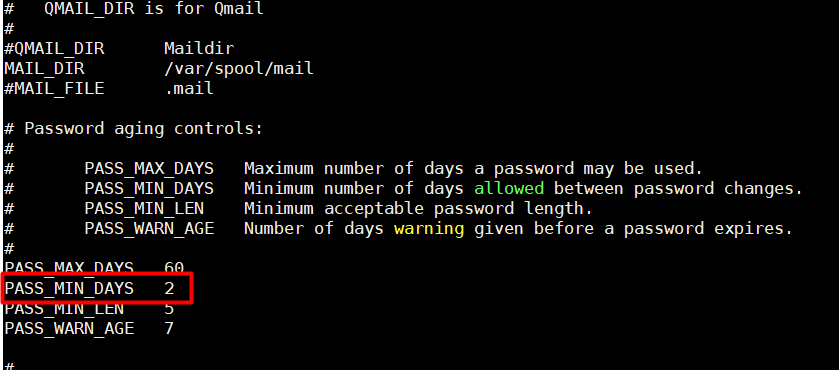 #   QMAIL_DIR is for Qmail
#
#QMAIL_DIR      Maildir
MAIL_DIR        /var/spool/mail
#MAIL_FILE      .mail
# Password aging controls:
#
#       PASS_MAX_DAYS   Maximum number of days a password may be used.
#       PASS_MIN_DAYS   Minimum number of days allowed between password changes.
#       PASS_MIN_LEN    Minimum acceptable password length.
#       PASS_WARN_AGE   Number of days warning given before a password expires.
#
PASS_MAX_DAYS   60
PASS_MIN_DAYS   2
PASS_MIN_LEN    5
PASS_WARN_AGE   7
#